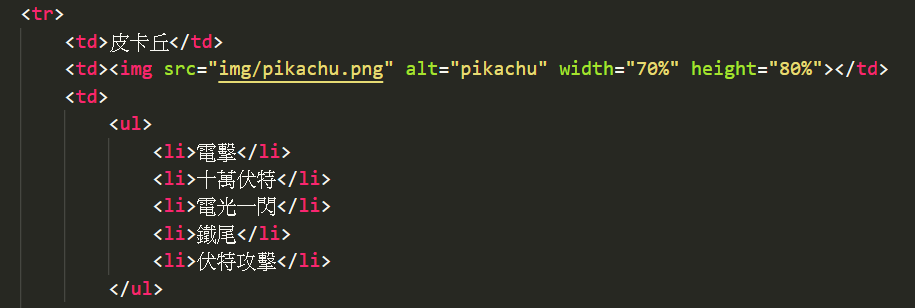 <tr>
<td>皮卡丘</td>
<td><img src="img/pikachu.png" alt="pikachu" width="70%" height="80%"></td>
<td>
<ul>
<li>電擊</li>
<li>十萬伏特</li>
<li>電光一閃</li>
<li>鐵尾</li>
<li>伏特攻擊</li>
</ul>